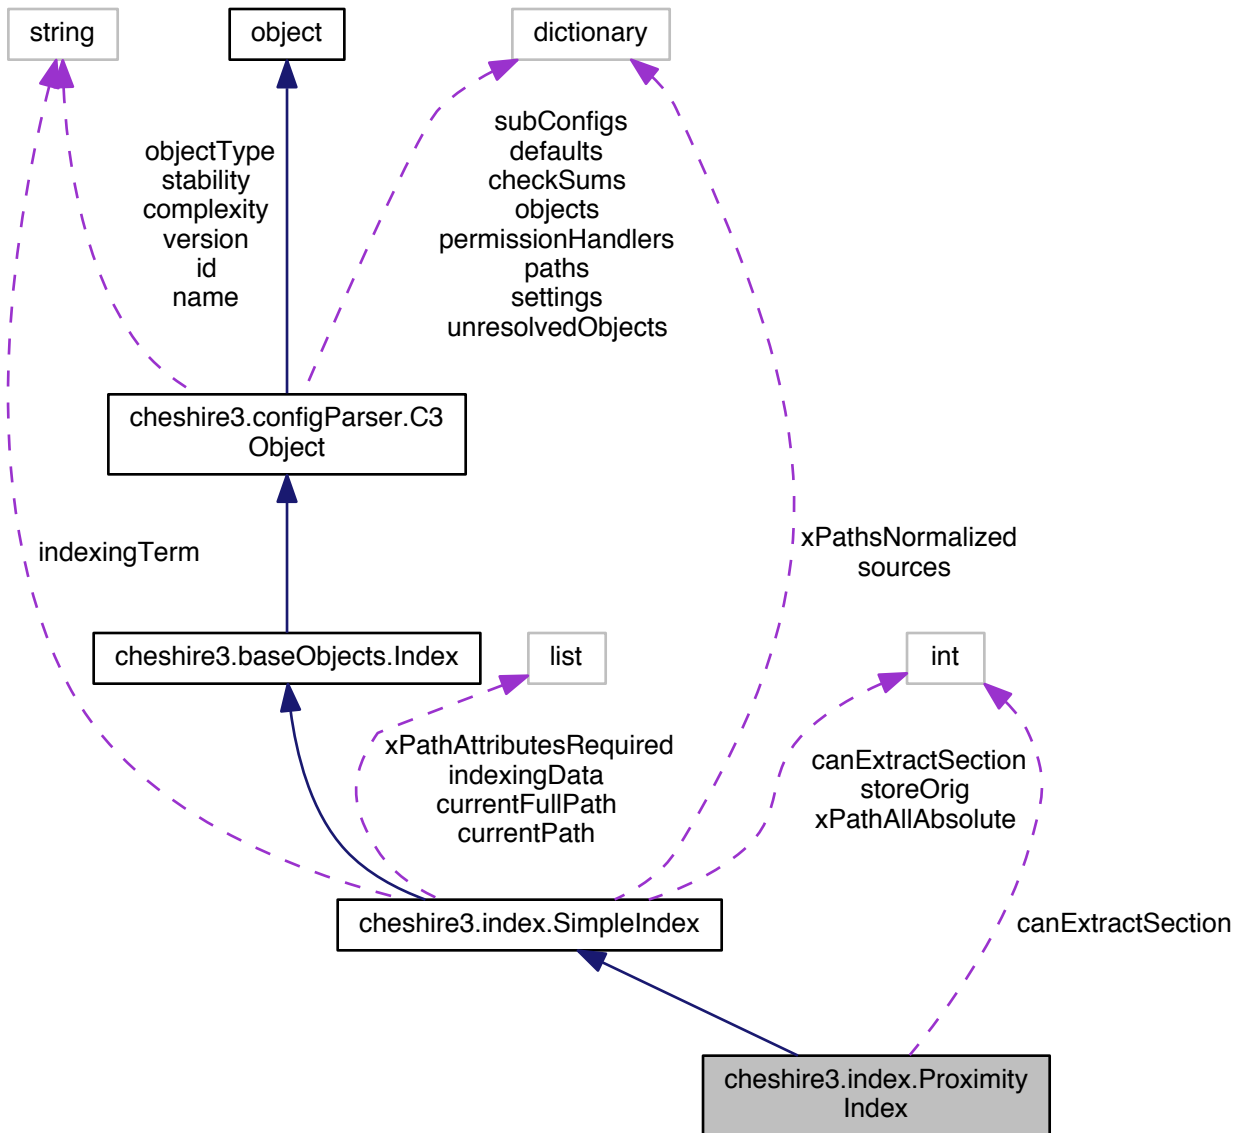 string
object
dictionary
objectType
stability
complexity
version
id
name
subConfigs
defaults
checkSums
objects
permissionHandlers
paths
settings
unresolvedObjects
cheshire3.configParser.C3
Object
indexingTerm
xPathsNormalized
sources
cheshire3.baseObjects.Index
list
int
xPathAttributesRequired
indexingData
currentFullPath
currentPath
canExtractSection
storeOrig
xPathAllAbsolute
cheshire3.index.SimpleIndex
canExtractSection
cheshire3.index.Proximity
Index